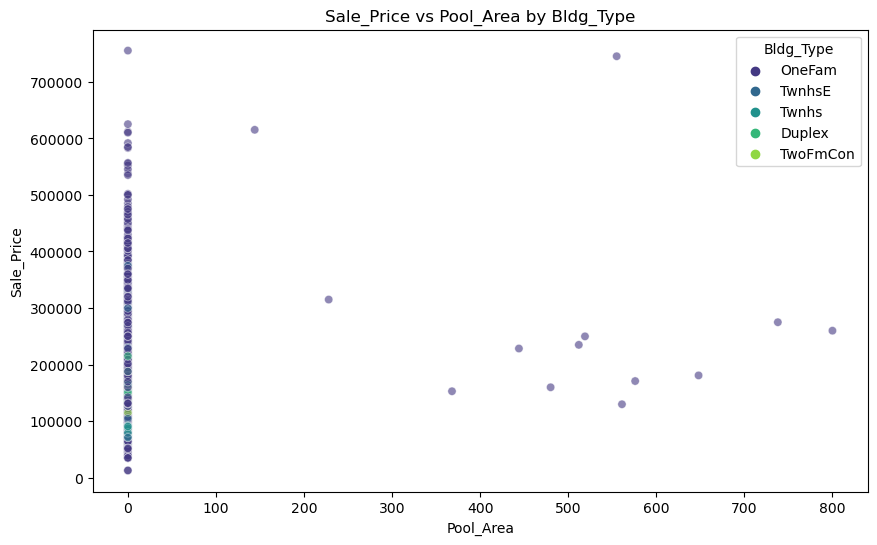 Sale_Price vs Pool_Area by Bldg_Type
Bldg_Type
OneFam
TwnhsE
Twnhs
Duplex
TwoFmCon
Sale_Price
700000
600000
500000
400000
300000
200000
100000
0
0 100 200 300 400 500 600 700 800
Pool_Area